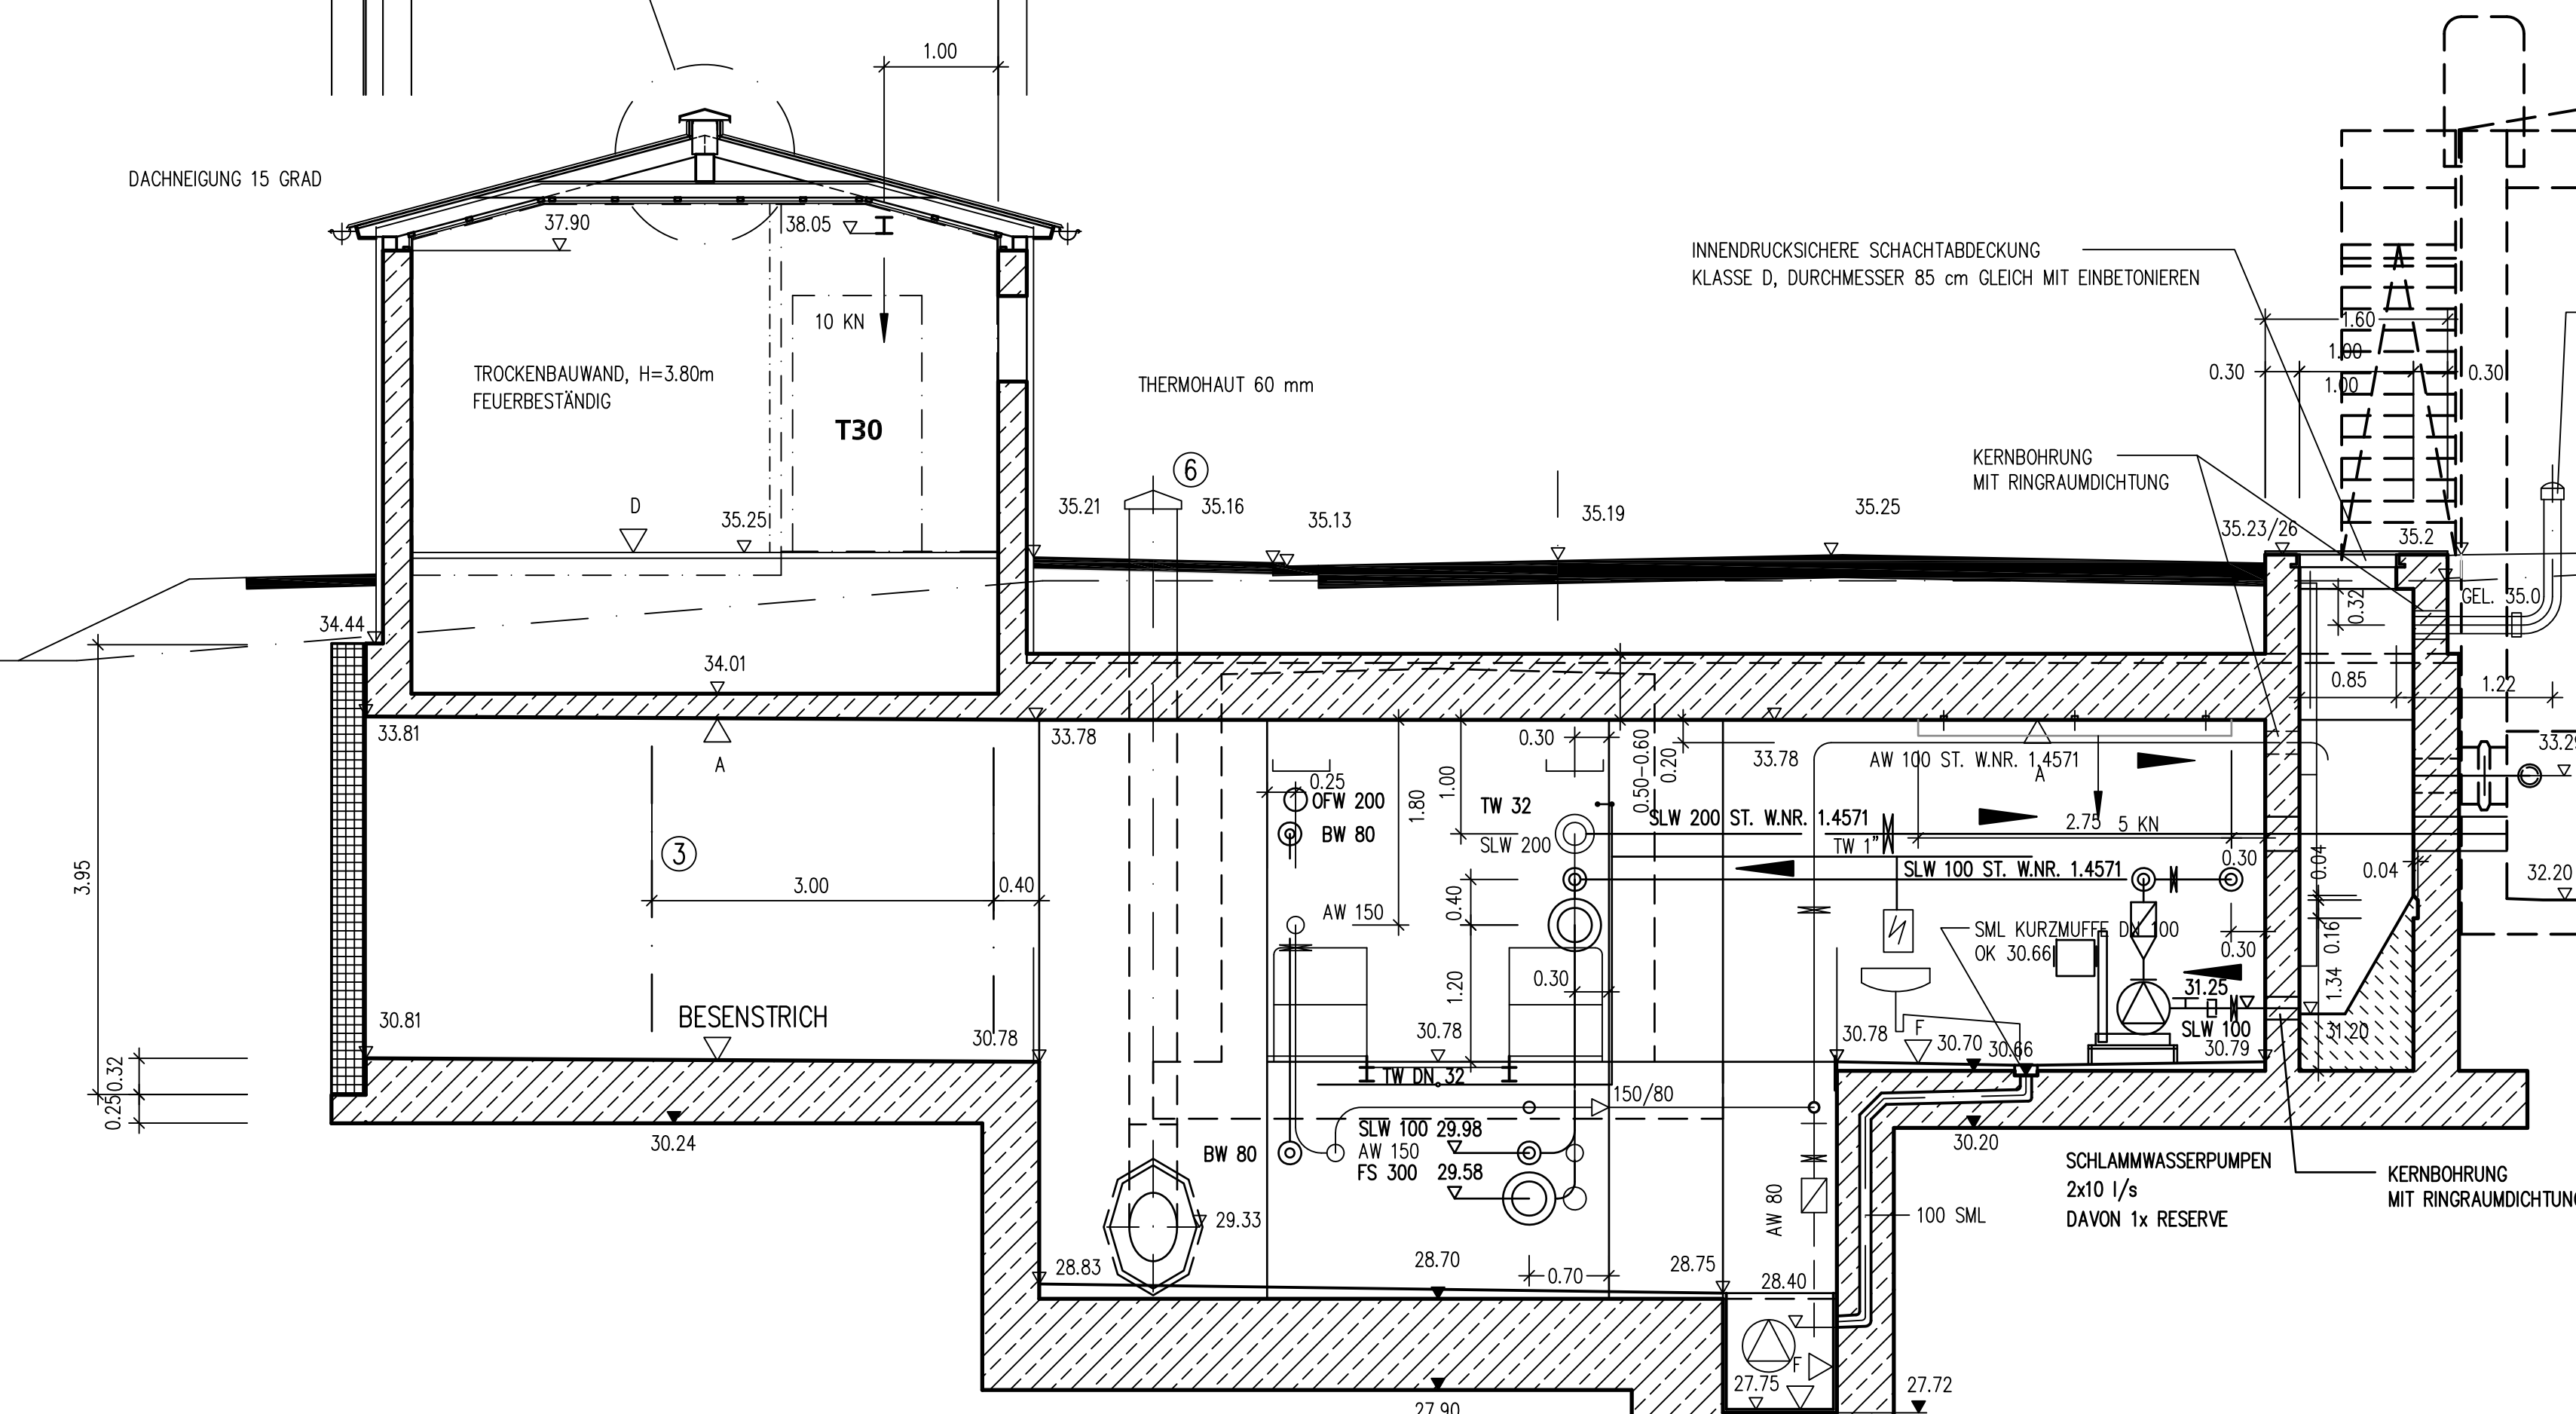 1.00
DACHNEIGUNG 15 GRAD
37.90
38.05
10 KN
TROCKENBAUWAND, H=3.80m
FEUERBESTÄNDIG
T30
THERMOHAUT 60 mm
INNENDRUCKSICHERE SCHACHTABDECKUNG
KLASSE D, DURCHMESSER 85 cm GLEICH MIT EINBETONIEREN
1.60
1.00
0.30
1.00
0.30
KERNBOHRUNG
MIT RINGRAUMDICHTUNG
6
D
35.25
35.21
35.16
35.13
35.19
35.25
35.23/26
35.2
GEL. 35.0
0.32
34.44
34.01
0.85
1.22
33.81
A
33.78
0.30
0.50-0.60
0.20
33.78
AW 100 ST. W.NR. 1.4571
A
33.29
0.25
OFW 200
BW 80
1.80
1.00
TW 32
SLW 200
SLW 200 ST. W.NR. 1.4571
TW 1"
2.75
5 KN
3
3.95
3.00
0.40
SLW 100 ST. W.NR. 1.4571
0.30
0.04
0.04
32.20
AW 150
0.40
SML KURZMUFFE DN 100
OK 30.66
0.30
0.16
1.20
0.30
1.34
31.25
SLW 100
31.20
BESENSTRICH
30.81
30.78
30.78
30.78
F
30.70
30.66
30.79
0.32
0.25
TW DN 32
150/80
30.24
30.20
SLW 100 29.98
AW 150
FS 300 29.58
BW 80
SCHLAMMWASSERPUMPEN
2x10 l/s
DAVON 1x RESERVE
KERNBOHRUNG
MIT RINGRAUMDICHTUNG
AW 80
100 SML
29.33
28.83
28.70
0.70
28.75
28.40
F
27.75
27.72
27.90